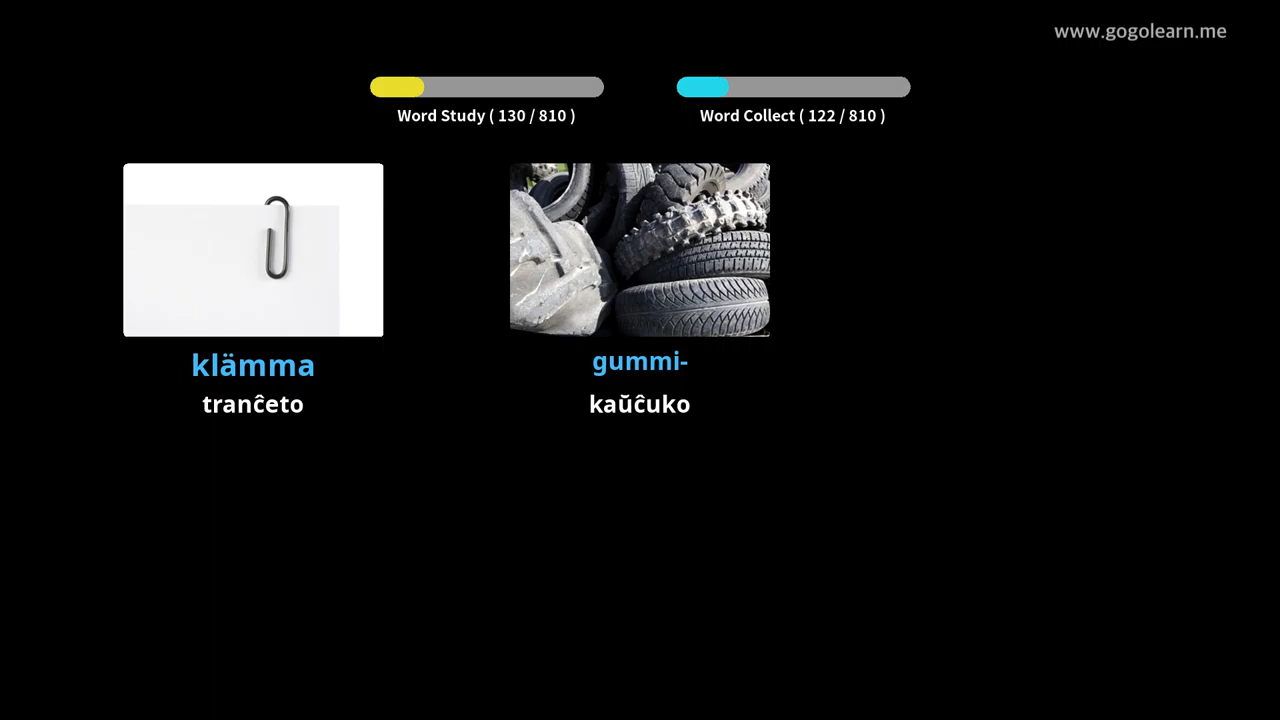 www.gogolearn.me
Word Study ( 130 / 810 )
Word Collect ( 122 / 810 )
klämma
tranĉeto
gummi-
kaŭĉuko